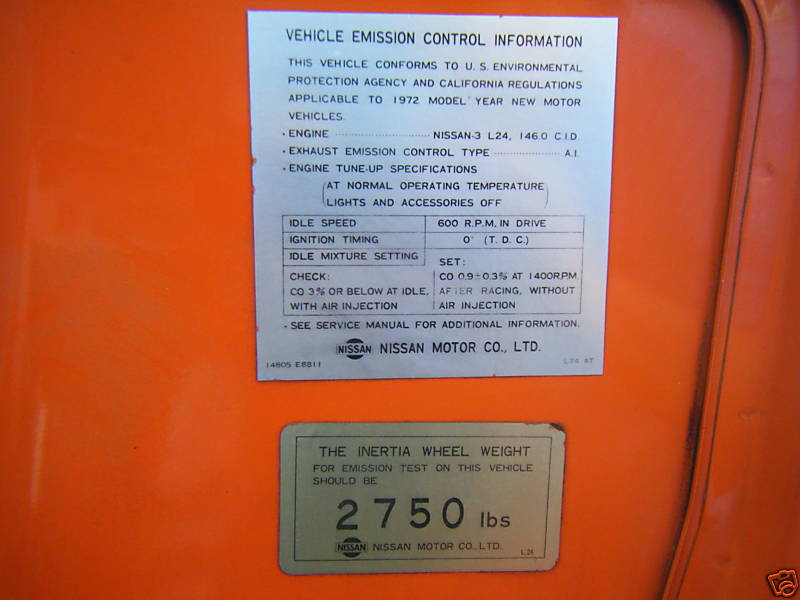 VEHICLE EMISSION CONTROL INFORMATION
THIS VEHICLE CONFORMS TO U.S. ENVIRONMENTAL
PROTECTION AGENCY AND CALIFORNIA REGULATIONS
APPLICABLE TO 1972 MODEL YEAR NEW MOTOR
VEHICLES.
• ENGINE ........................... NISSAN-3 L24, 146.0 C.I.D.
• EXHAUST EMISSION CONTROL TYPE ................... A.I.
• ENGINE TUNE-UP SPECIFICATIONS
(AT NORMAL OPERATING TEMPERATURE
LIGHTS AND ACCESSORIES OFF)
IDLE SPEED 600 R.P.M. IN DRIVE
IGNITION TIMING 0° (T.D.C.)
IDLE MIXTURE SETTING SET:
CHECK: CO 0.9±0.3% AT 1400R.P.M
CO 3% OR BELOW AT IDLE, AFTER RACING, WITHOUT
WITH AIR INJECTION AIR INJECTION
• SEE SERVICE MANUAL FOR ADDITIONAL INFORMATION.
NISSAN NISSAN MOTOR CO., LTD.
14805 E8811 L24 AT
THE INERTIA WHEEL WEIGHT
FOR EMISSION TEST ON THIS VEHICLE
SHOULD BE
2750 lbs
NISSAN NISSAN MOTOR CO., LTD. L24